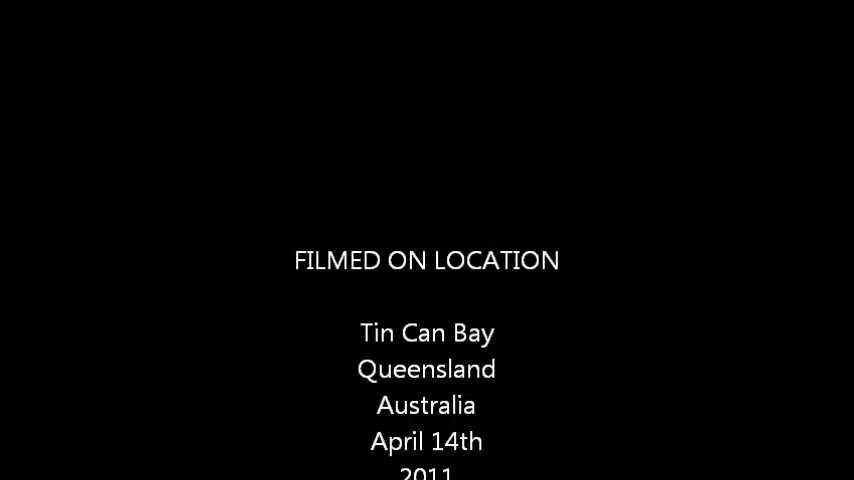 FILMED ON LOCATION
Tin Can Bay
Queensland
Australia
April 14th
2011